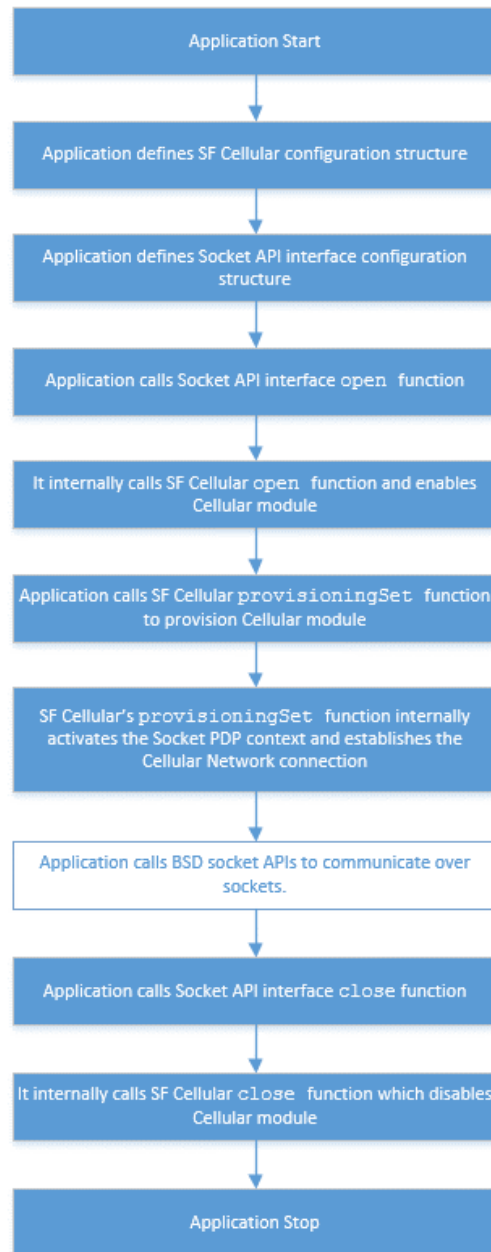 Application Start
Application defines SF Cellular configuration structure
Application defines Socket API interface configuration
structure
Application calls Socket API interface open function
It internally calls SF Cellular open function and enables
Cellular module
Application calls SF Cellular provisioningSet function
to provision Cellular module
SF Cellular's provisioningSet function internally
activates the Socket PDP context and establishes the
Cellular Network connection
Application calls BSD socket APIs to communicate over
sockets.
Application calls Socket API interface close function
It internally calls SF Cellular close function which disables
Cellular module
Application Stop